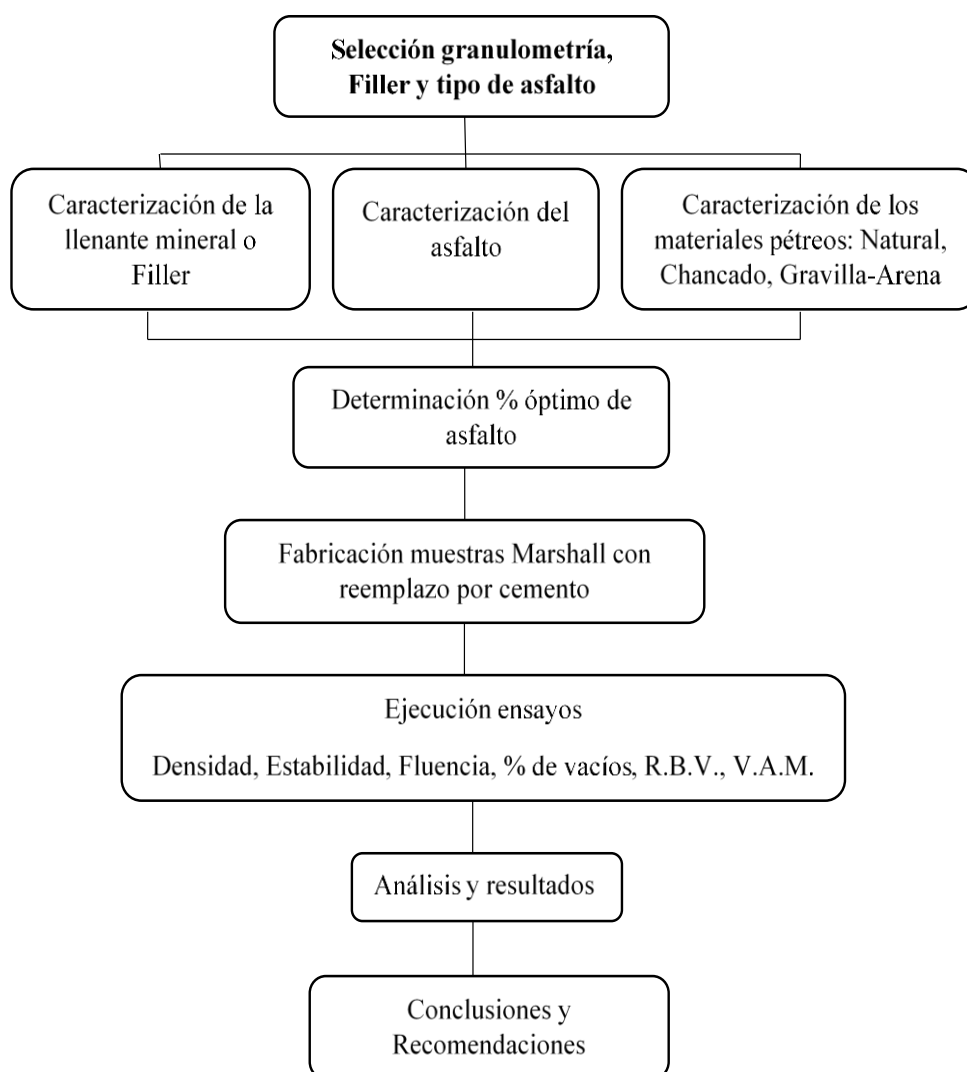 Selección granulometría,
Filler y tipo de asfalto
Caracterización de la
llenante mineral o
Filler
Caracterización del
asfalto
Caracterización de los
materiales pétreos: Natural,
Chancado, Gravilla-Arena
Determinación % óptimo de
asfalto
Fabricación muestras Marshall con
reemplazo por cemento
Ejecución ensayos
Densidad, Estabilidad, Fluencia, % de vacíos, R.B.V., V.A.M.
Análisis y resultados
Conclusiones y
Recomendaciones